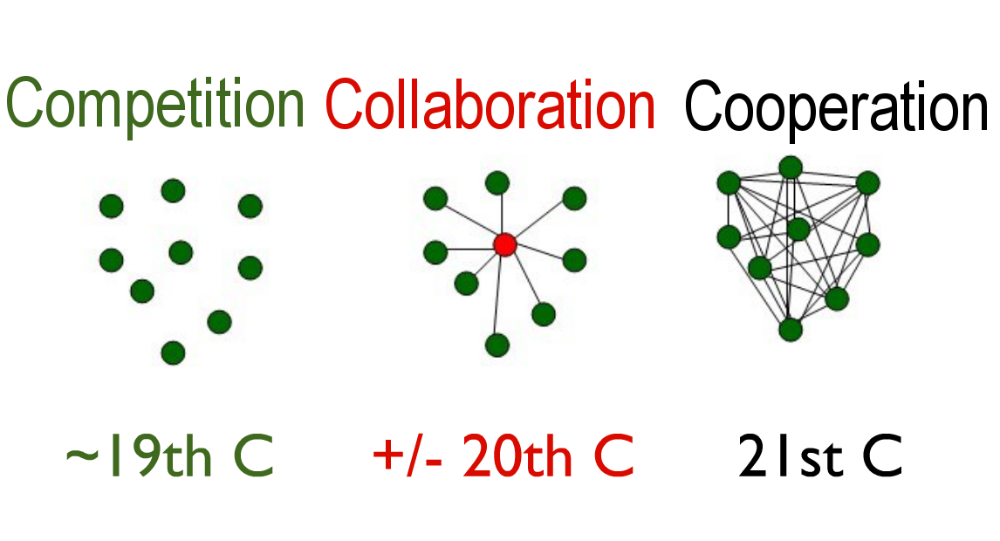 Competition Collaboration Cooperation
~19th C +/- 20th C 21st C